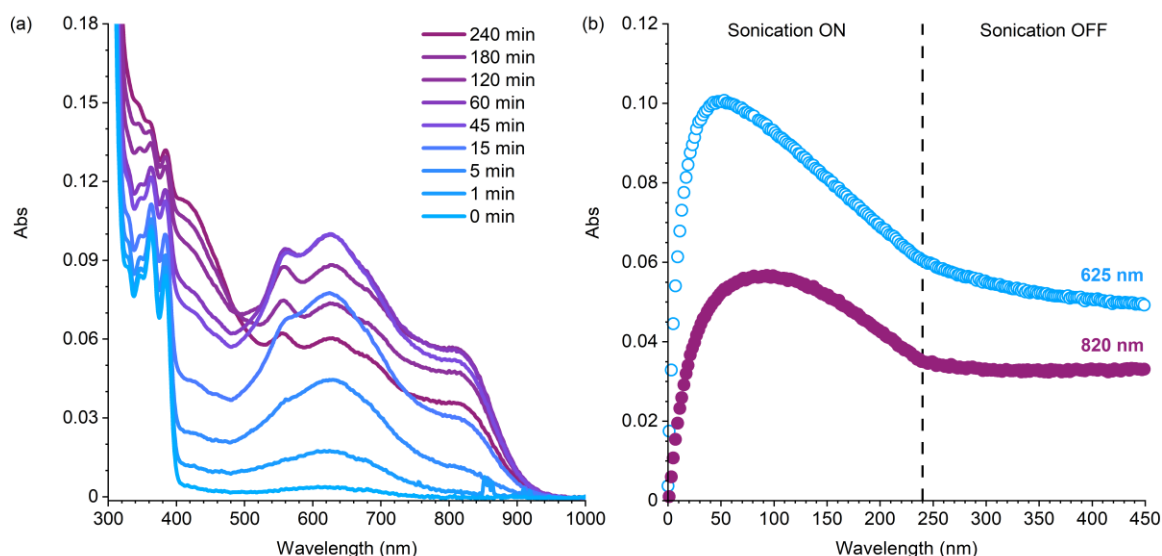 (a)
0.18
0.15
0.12
0.09
0.06
0.03
0
Abs
240 min
180 min
120 min
60 min
45 min
15 min
5 min
1 min
0 min
300 400 500 600 700 800 900 1000
Wavelength (nm)
(b)
0.12
0.10
0.08
0.06
0.04
0.02
0
Abs
Sonication ON
Sonication OFF
625 nm
820 nm
0 50 100 150 200 250 300 350 400 450
Wavelength (nm)